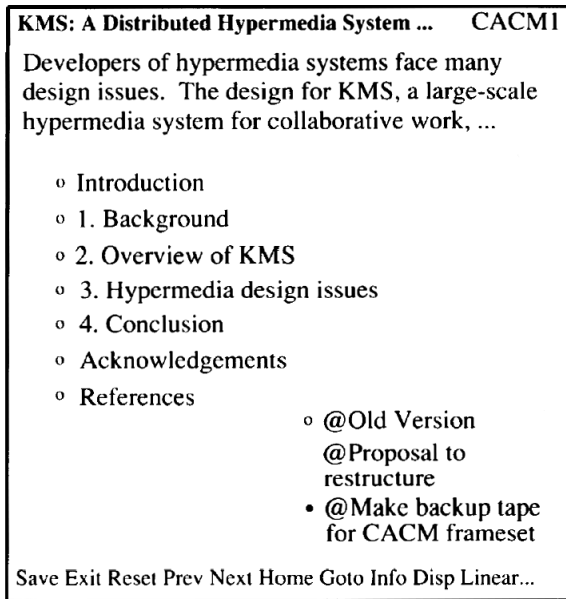 KMS: A Distributed Hypermedia System ... CACM1
Developers of hypermedia systems face many
design issues. The design for KMS, a large-scale
hypermedia system for collaborative work, ...
o Introduction
o 1. Background
o 2. Overview of KMS
o 3. Hypermedia design issues
o 4. Conclusion
o Acknowledgements
o References
o @Old Version
@Proposal to
restructure
• @Make backup tape
for CACM frameset
Save Exit Reset Prev Next Home Goto Info Disp Linear...